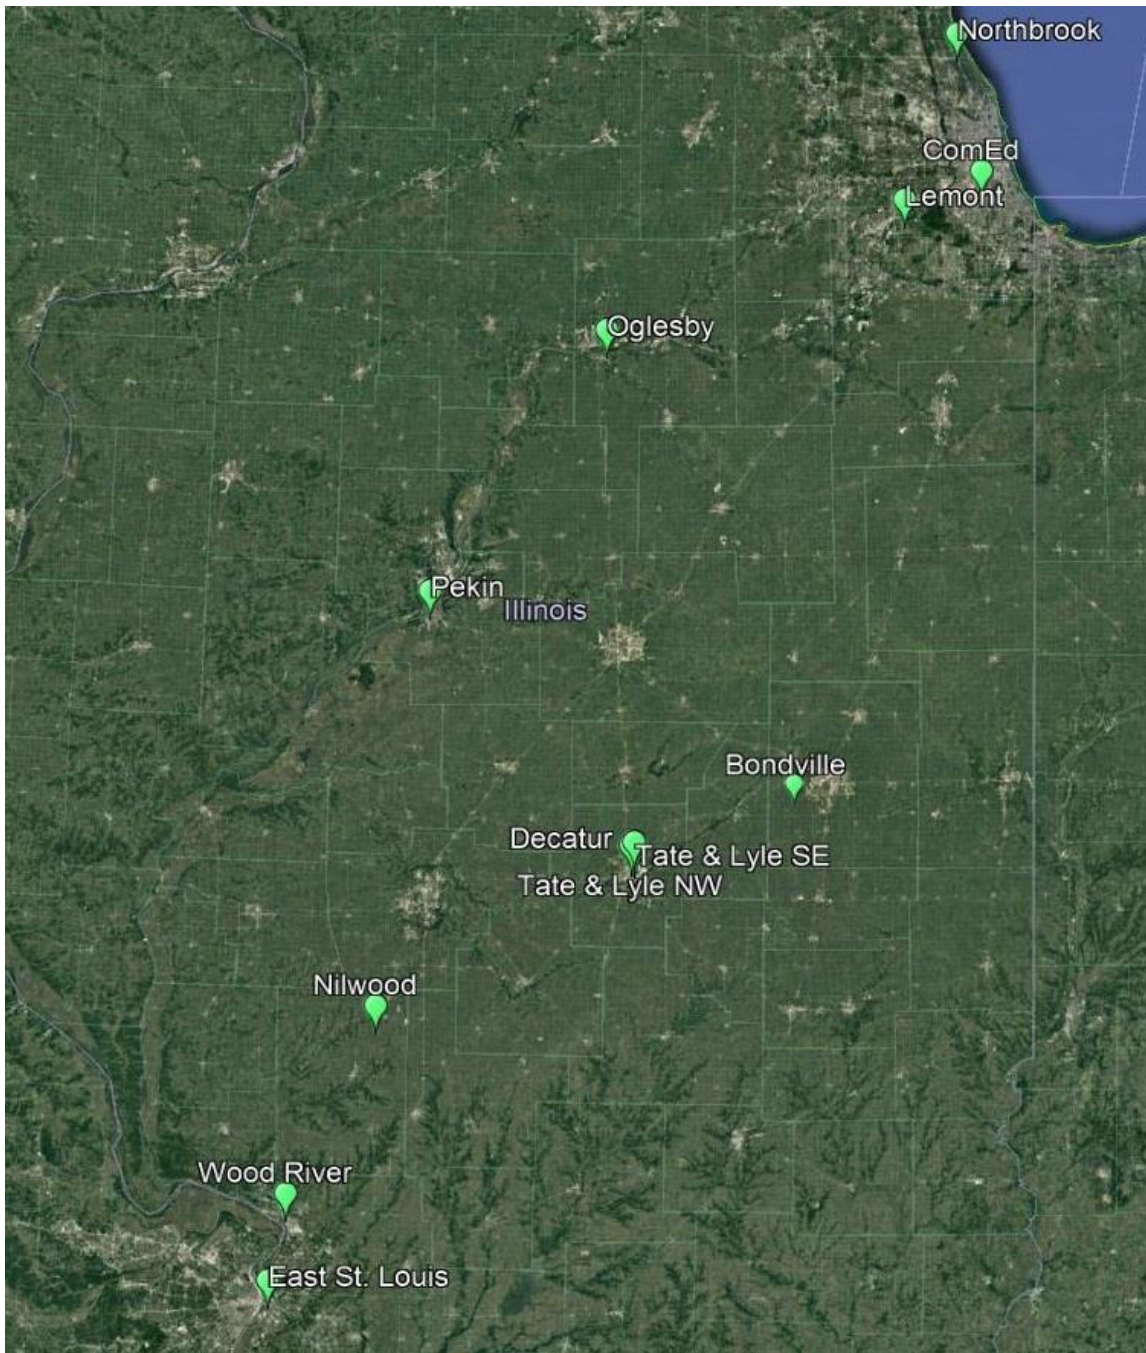 Northbrook
ComEd
Lemont
Oglesby
Pekin
Illinois
Bondville
Decatur
Tate & Lyle SE
Tate & Lyle NW
Nilwood
Wood River
East St. Louis